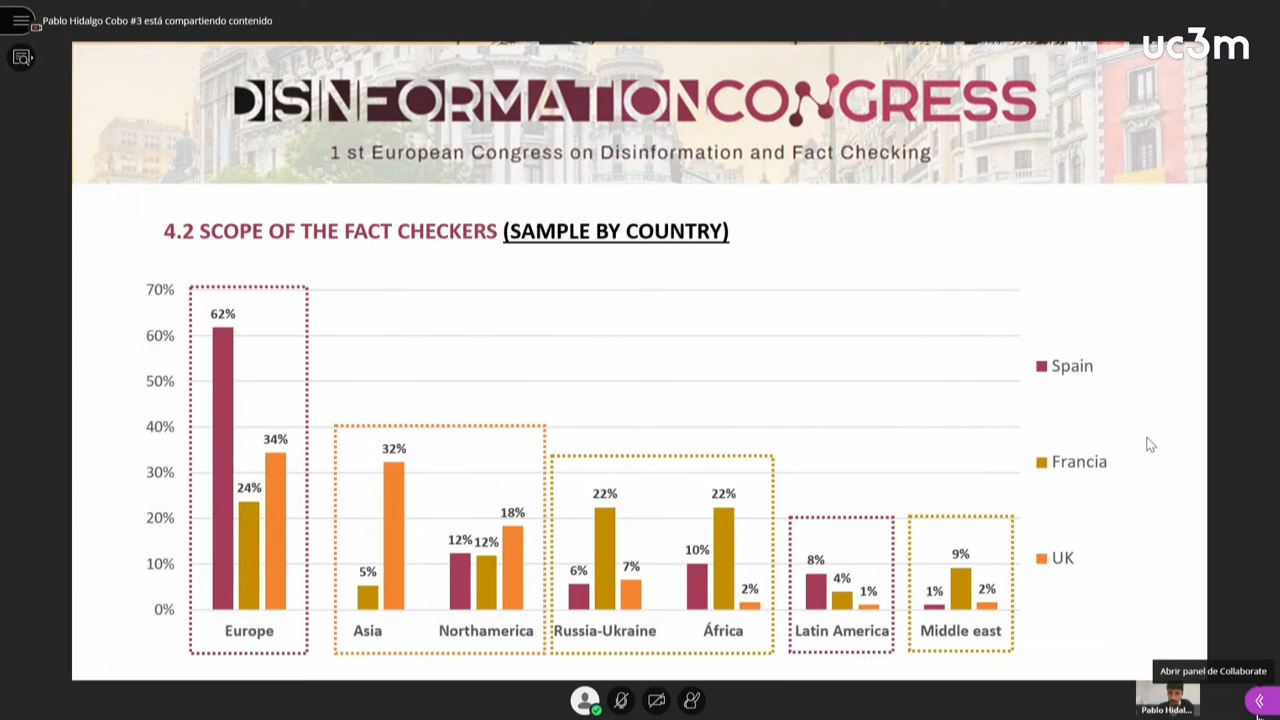 Pablo Hidalgo Cobo #3 está compartiendo contenido
uc3m
DISINFORMATIONCONGRESS
1 st European Congress on Disinformation and Fact Checking
4.2 SCOPE OF THE FACT CHECKERS (SAMPLE BY COUNTRY)
70%
60%
50%
40%
30%
20%
10%
0%
62%
24%
34%
5%
32%
12%
12%
18%
6%
22%
7%
10%
22%
2%
8%
4%
1%
1%
9%
2%
Europe
Asia
Northamerica
Russia-Ukraine
África
Latin America
Middle east
Spain
Francia
UK
Abrir panel de Collaborate
Pablo Hidal...